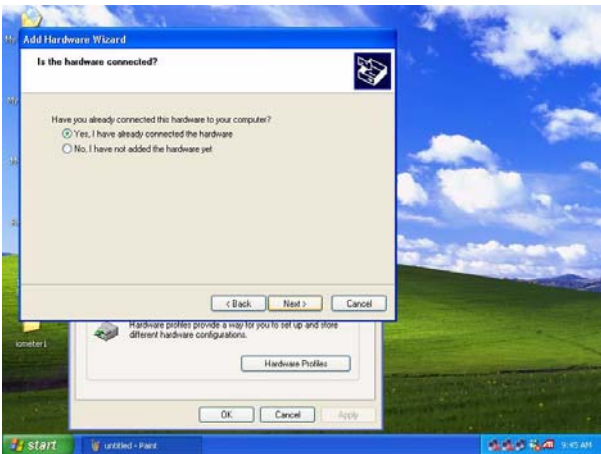 Add Hardware Wizard
Is the hardware connected?
Have you already connected this hardware to your computer?
Yes, I have already connected the hardware
No, I have not added the hardware yet
< Back
Next >
Cancel
Hardware profiles provide a way for you to set up and store
different hardware configurations.
Hardware Profiles
iometer1
OK
Cancel
Apply
start
untitled - Paint
9:45 AM